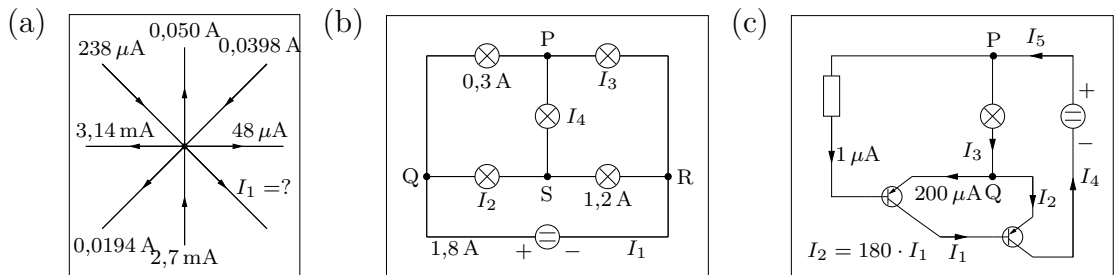 (a)
0,050 A
238 μA
0,0398 A
3,14 mA
48 μA
I₁ =?
0,0194 A
2,7 mA
(b)
P
0,3 A
I₃
I₄
Q
R
I₂
S
1,2 A
1,8 A
+
−
I₁
(c)
P
I₅
+
−
I₃
1 μA
I₄
200 μA
Q
I₂
I₂ = 180 · I₁
I₁